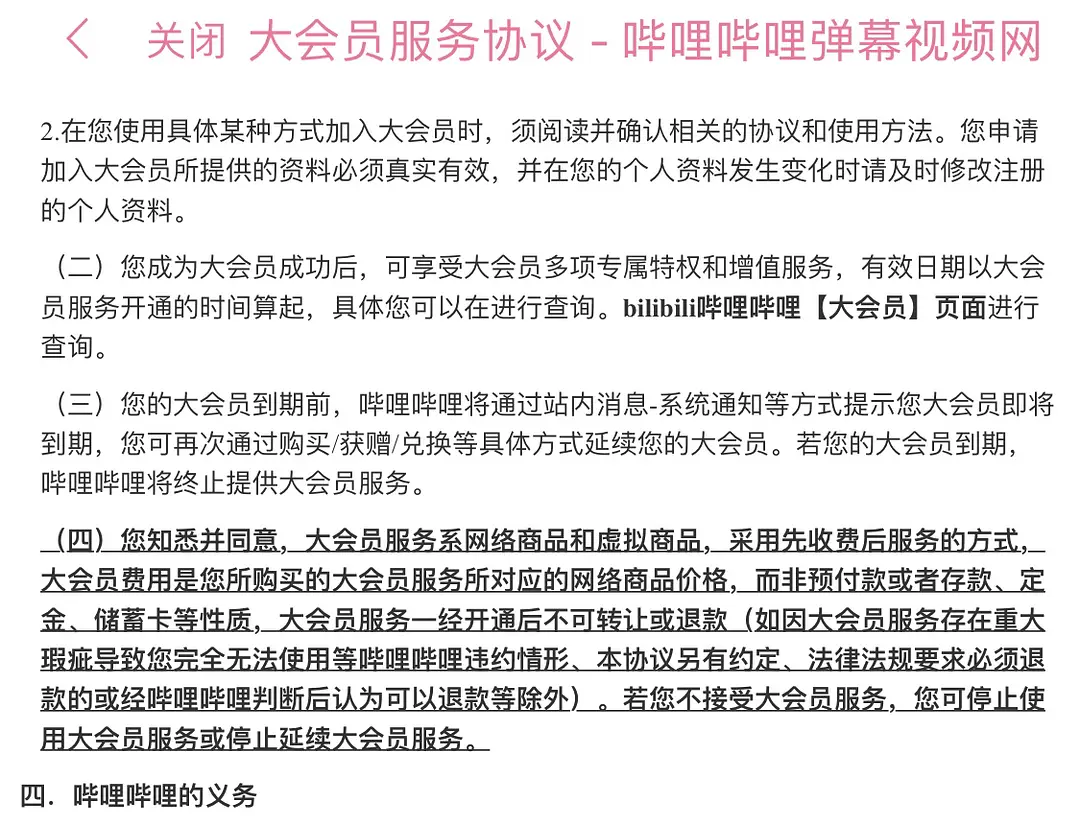 关闭 大会员服务协议 - 哔哩哔哩弹幕视频网
2.在您使用具体某种方式加入大会员时，须阅读并确认相关的协议和使用方法。您申请
加入大会员所提供的资料必须真实有效，并在您的个人资料发生变化时请及时修改注册
的个人资料。
（二）您成为大会员成功后，可享受大会员多项专属特权和增值服务，有效日期以大会
员服务开通的时间算起，具体您可以在进行查询。bilibili哔哩哔哩【大会员】页面进行
查询。
（三）您的大会员到期前，哔哩哔哩将通过站内消息-系统通知等方式提示您大会员即将
到期，您可再次通过购买/获赠/兑换等具体方式延续您的大会员。若您的大会员到期，
哔哩哔哩将终止提供大会员服务。
（四）您知悉并同意，大会员服务系网络商品和虚拟商品，采用先收费后服务的方式，
大会员费用是您所购买的大会员服务所对应的网络商品价格，而非预付款或者存款、定
金、储蓄卡等性质，大会员服务一经开通后不可转让或退款（如因大会员服务存在重大
瑕疵导致您完全无法使用等哔哩哔哩违约情形、本协议另有约定、法律法规要求必须退
款的或经哔哩哔哩判断后认为可以退款等除外）。若您不接受大会员服务，您可停止使
用大会员服务或停止延续大会员服务。
四．哔哩哔哩的义务